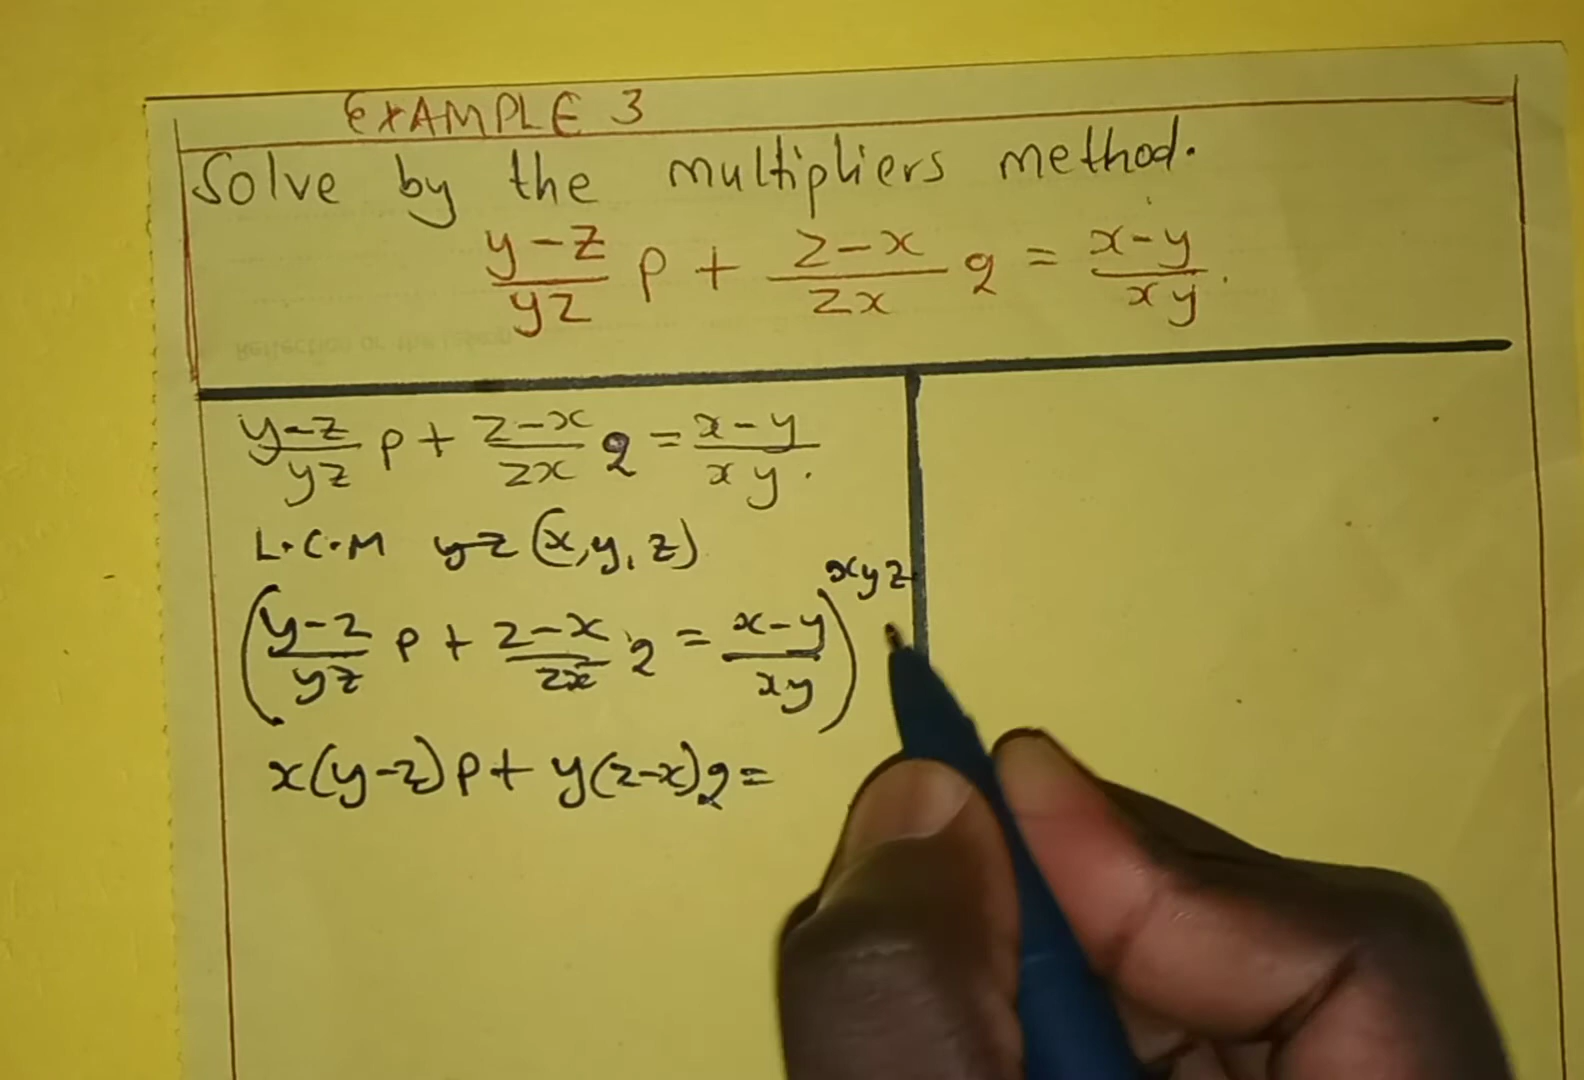 EXAMPLE 3
Solve by the multipliers method.
y-z/yz p + z-x/zx q = x-y/xy.
y-z/yz p + z-x/zx q = x-y/xy.
L.C.M yz (x, y, z)
(y-z/yz p + z-x/zx q = x-y/xy) xyz
x(y-z)p + y(z-x)q =